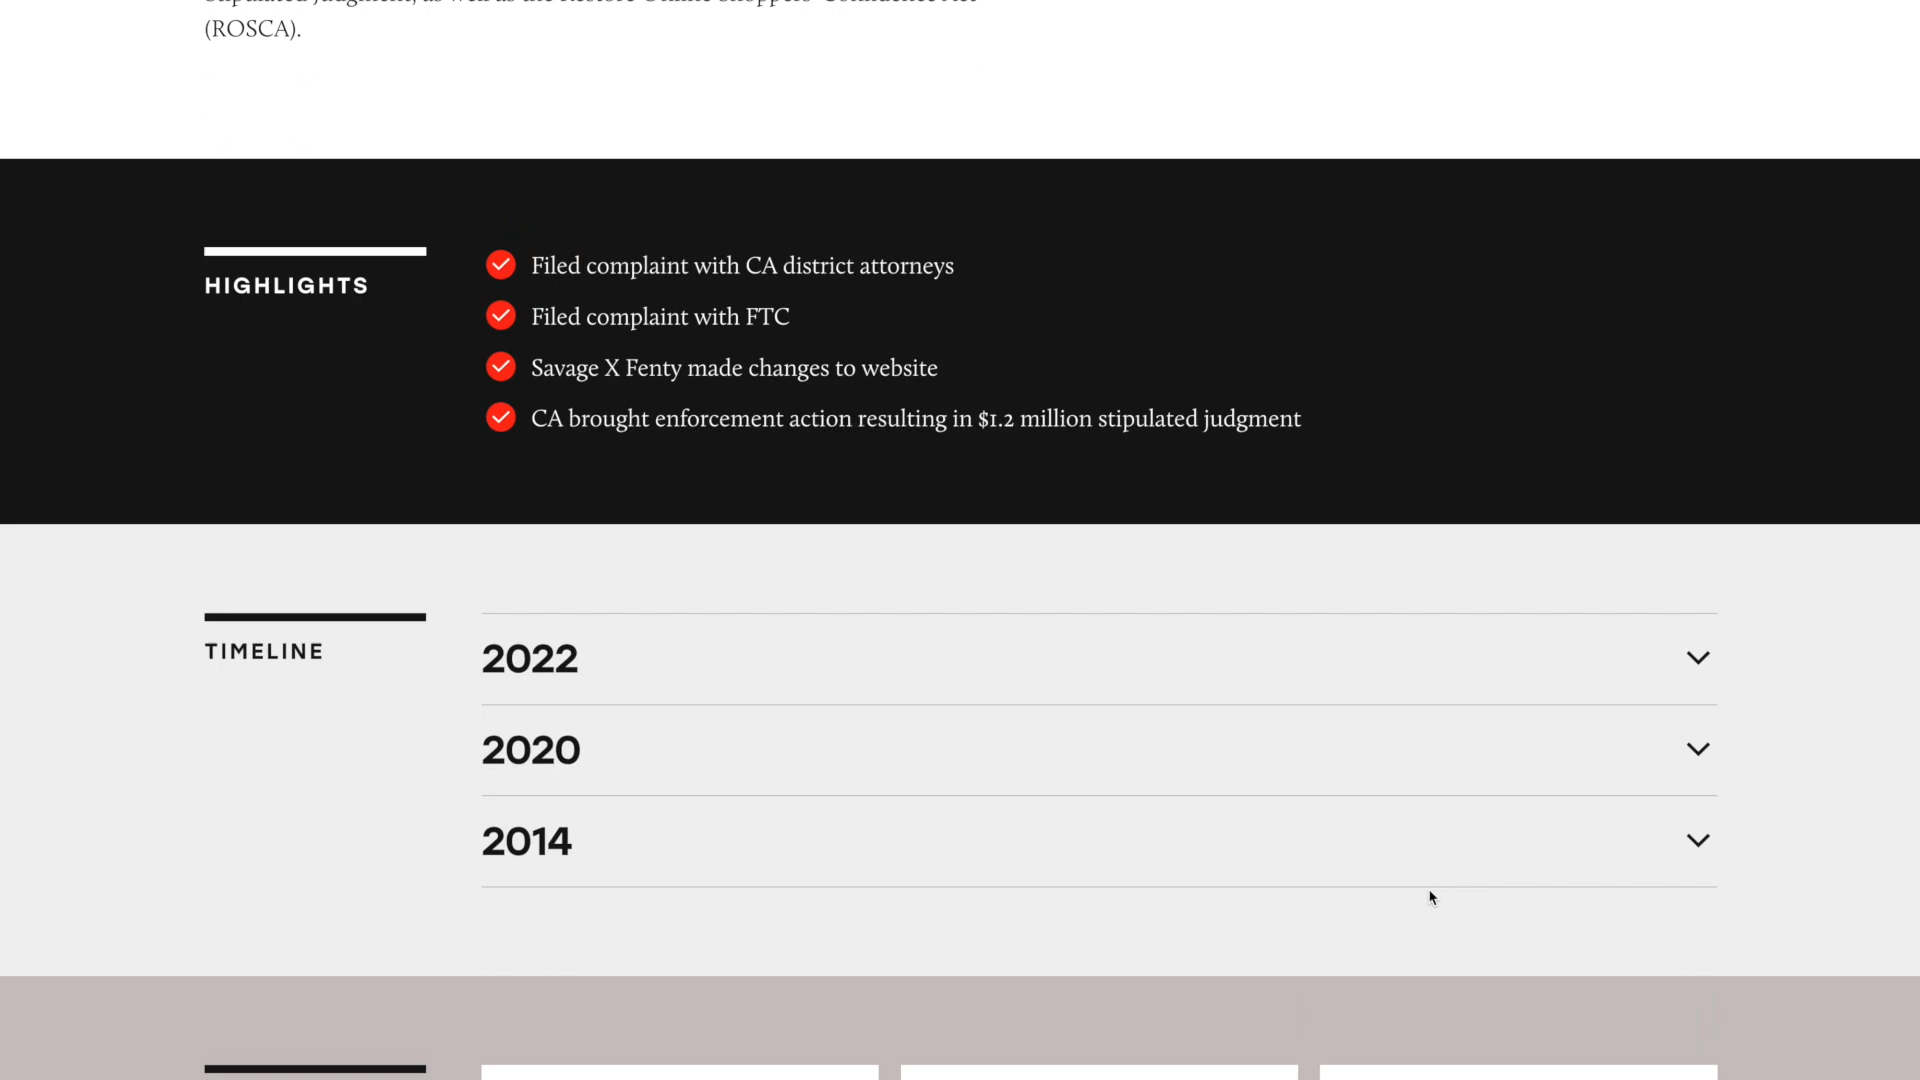 (ROSCA).
HIGHLIGHTS
Filed complaint with CA district attorneys
Filed complaint with FTC
Savage X Fenty made changes to website
CA brought enforcement action resulting in $1.2 million stipulated judgment
TIMELINE
2022
2020
2014